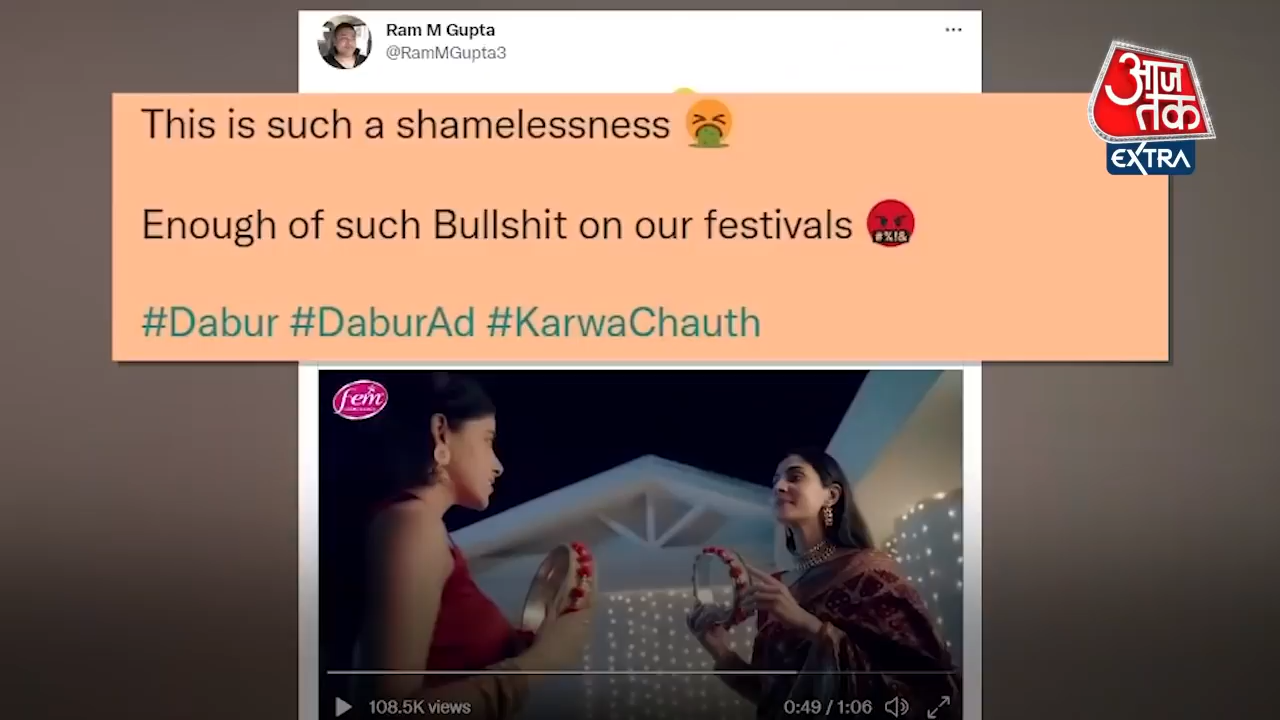 Ram M Gupta
@RamMGupta3
आज
तक
EXTRA
This is such a shamelessness 🤮
Enough of such Bullshit on our festivals 🤬
#Dabur #DaburAd #KarwaChauth
fem
108.5K views
0:49 / 1:06